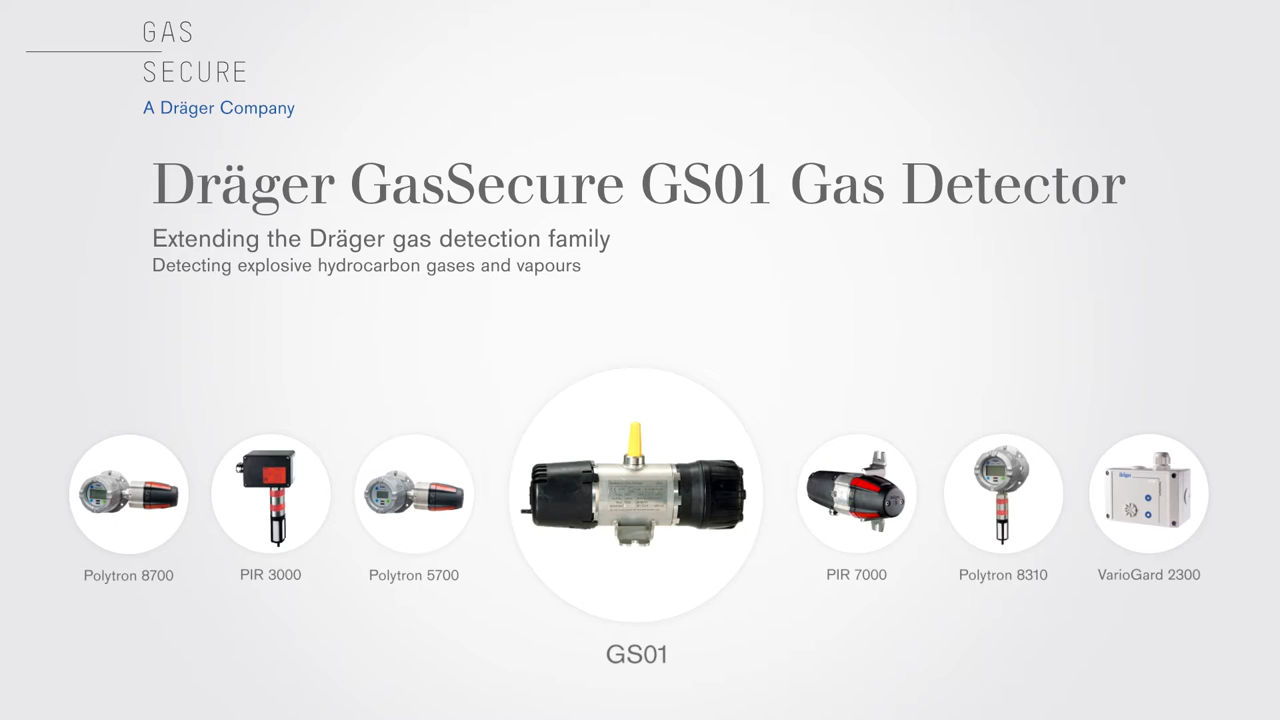 GAS
SECURE
A Dräger Company
Dräger GasSecure GS01 Gas Detector
Extending the Dräger gas detection family
Detecting explosive hydrocarbon gases and vapours
Dräger
Polytron 8700
PIR 3000
Polytron 5700
PIR 7000
Polytron 8310
VarioGard 2300
GS01